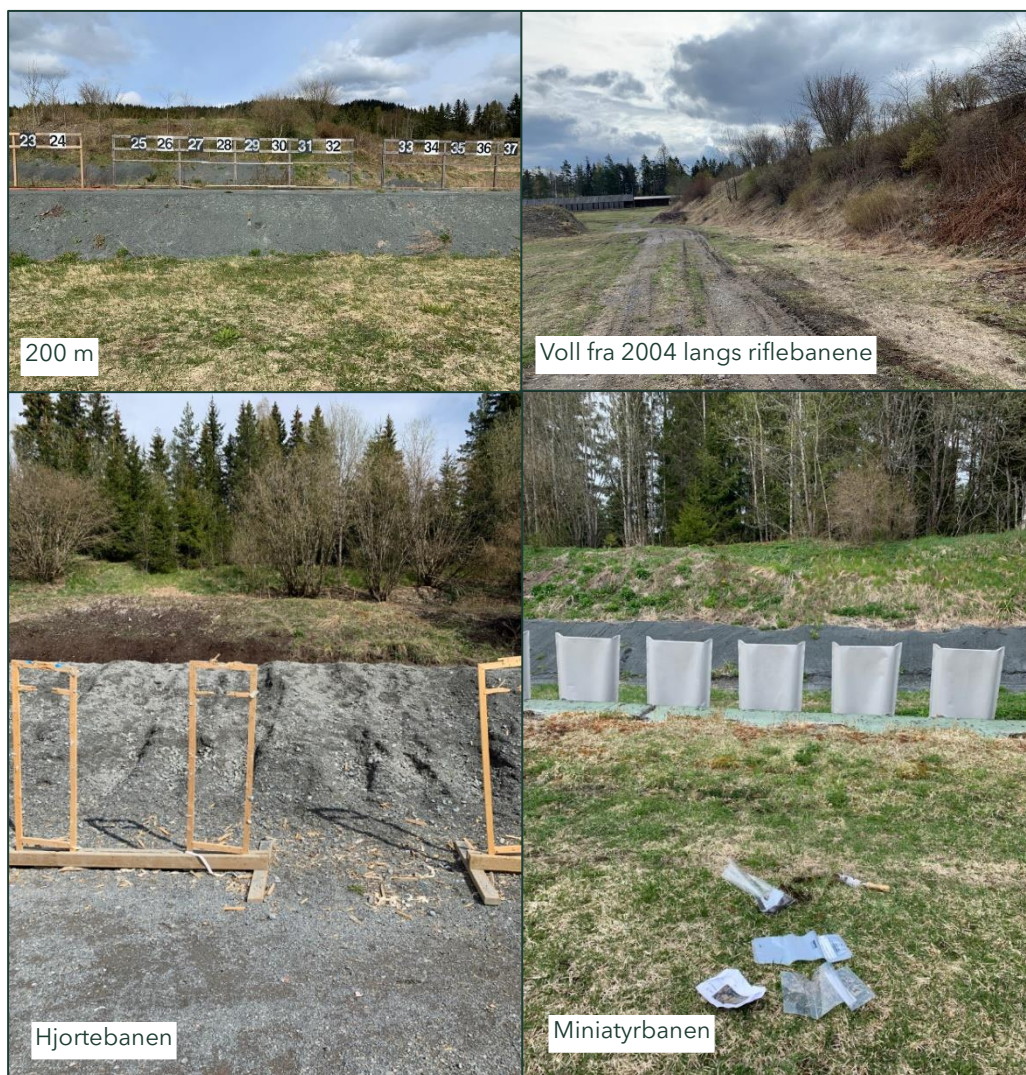 23 24 25 26 27 28 29 30 31 32 33 34 35 36 37
200 m
Voll fra 2004 langs riflebanene
Hjortebanen
Miniatyrbanen